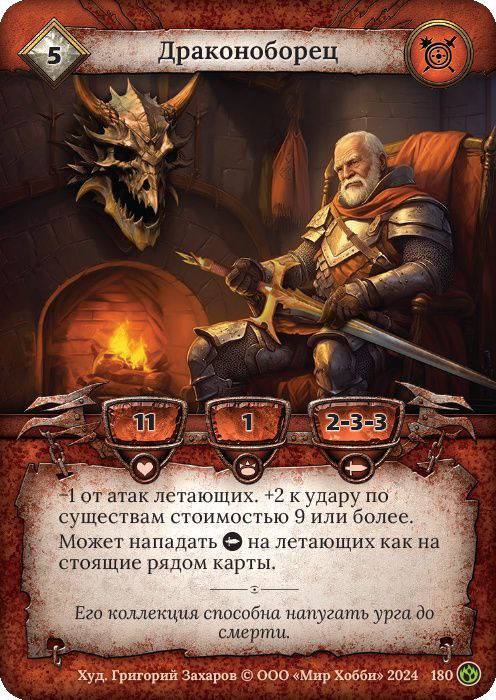 5
Драконоборец
11
1
2-3-3
-1 от атак летающих. +2 к удару по
существам стоимостью 9 или более.
Может нападать на летающих как на
стоящие рядом карты.
Его коллекция способна напугать урга до
смерти.
Худ. Григорий Захаров © ООО «Мир Хобби» 2024 180